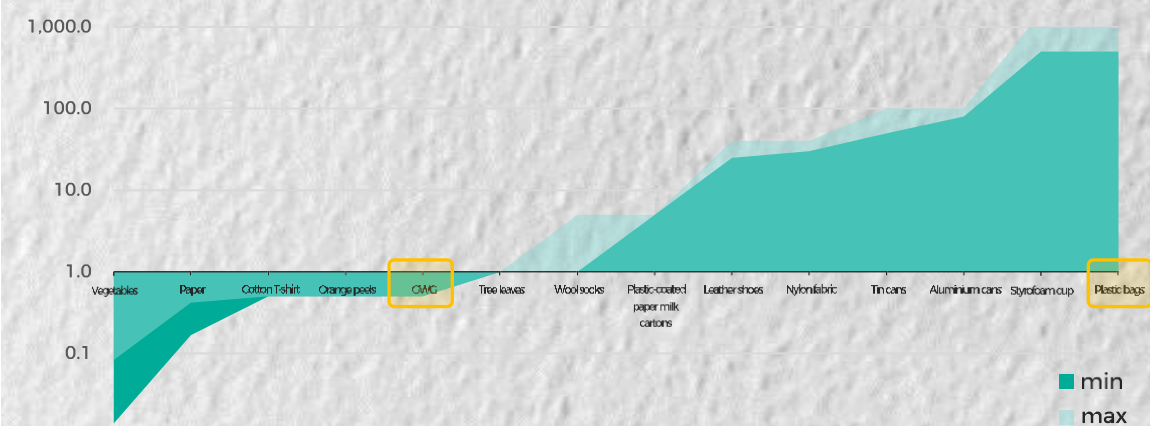 1,000.0
100.0
10.0
1.0
0.1
Vegetables
Paper
Cotton T-shirt
Orange peels
GWG
Tree leaves
Wool socks
Plastic-coated
paper milk
cartons
Leather shoes
Nylon fabric
Tin cans
Aluminium cans
Styrofoam cup
Plastic bags
min
max